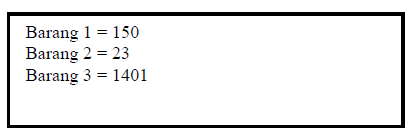 Barang 1 = 150
Barang 2 = 23
Barang 3 = 1401